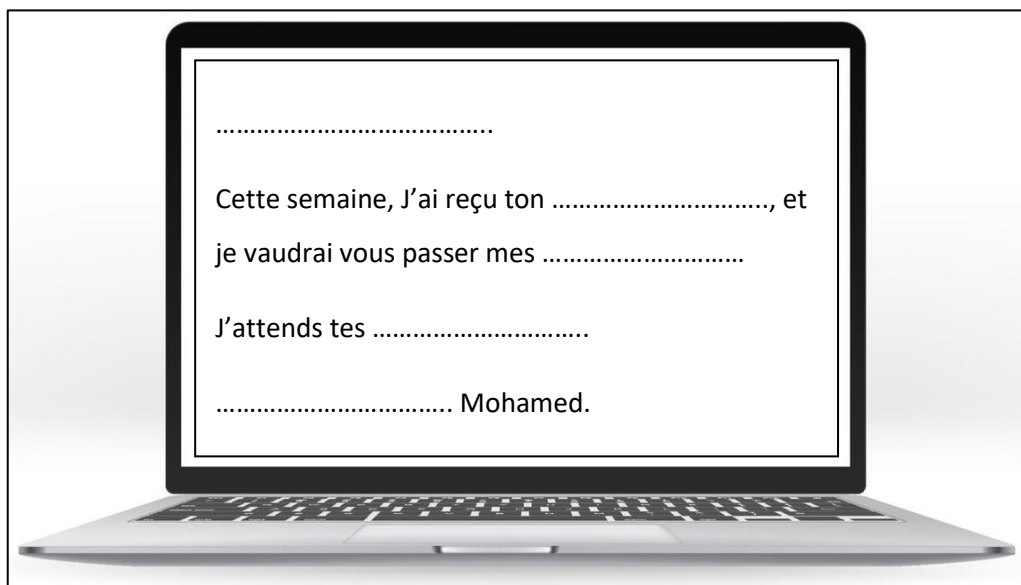 …………………………………..
Cette semaine, J’ai reçu ton ………………………….., et
je vaudrai vous passer mes …………………………
J’attends tes …………………………..
…………………………….. Mohamed.